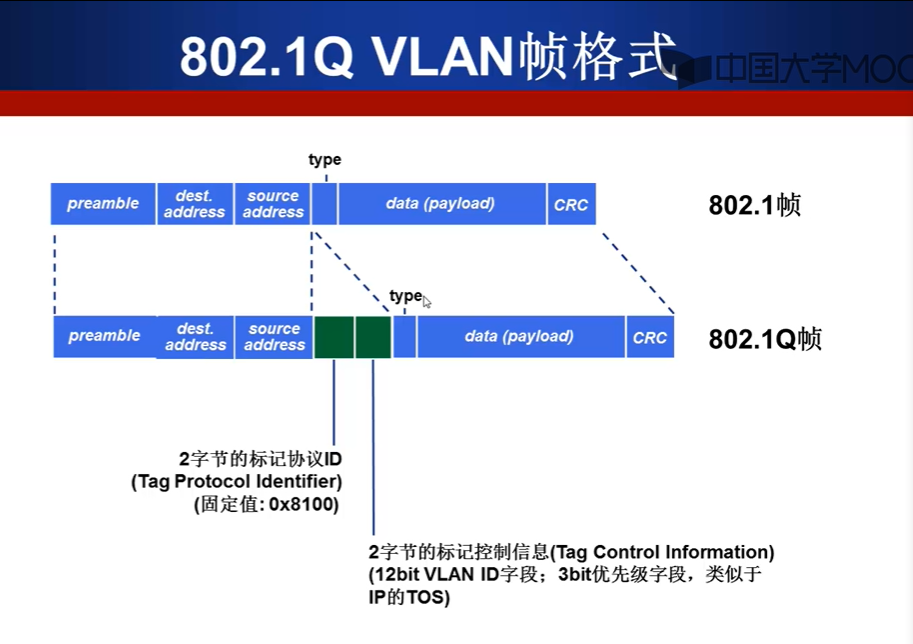 802.1Q VLAN帧格式
中国大学MOO
type
preamble
dest.
address
source
address
data (payload)
CRC
802.1帧
type
preamble
dest.
address
source
address
data (payload)
CRC
802.1Q帧
2字节的标记协议ID
(Tag Protocol Identifier)
(固定值: 0x8100)
2字节的标记控制信息(Tag Control Information)
(12bit VLAN ID字段；3bit优先级字段，类似于
IP的TOS)